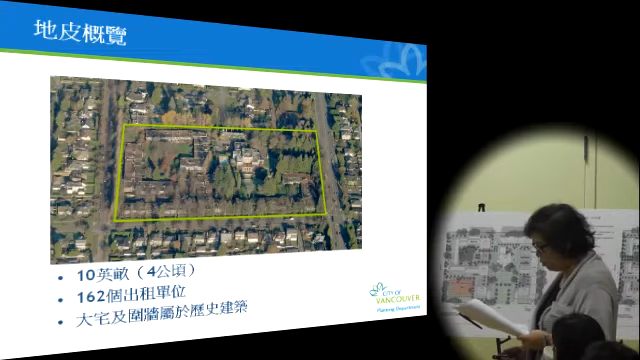 地皮概覽
• 10英畝（4公頃）
• 162個出租單位
• 大宅及圍牆屬於歷史建築
CITY OF
VANCOUVER
Planning Department